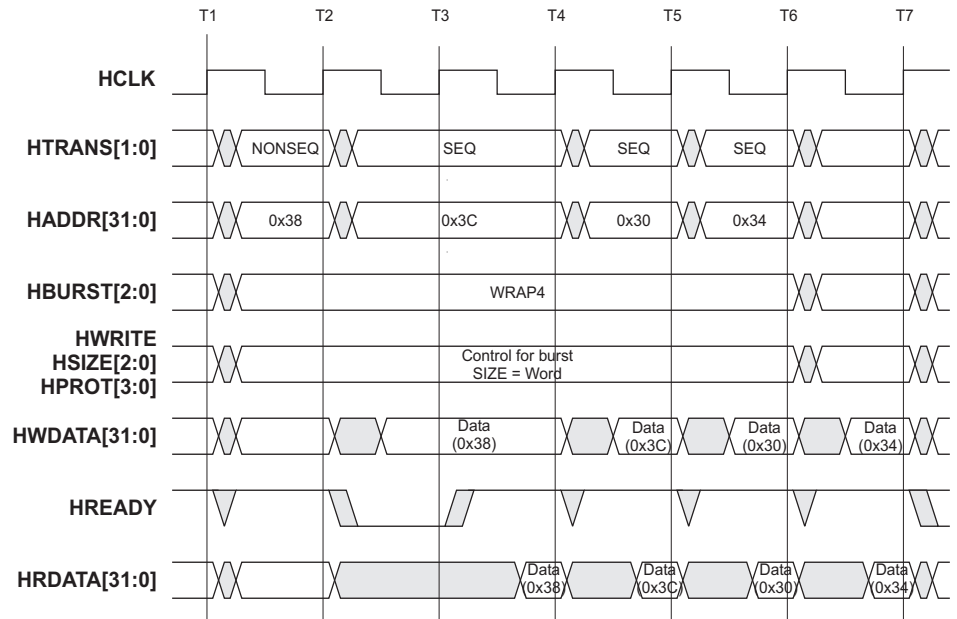 T1 T2 T3 T4 T5 T6 T7
HCLK
HTRANS[1:0] NONSEQ SEQ SEQ SEQ
HADDR[31:0] 0x38 0x3C 0x30 0x34
HBURST[2:0] WRAP4
HWRITE
HSIZE[2:0]
HPROT[3:0]
Control for burst
SIZE = Word
HWDATA[31:0]
Data
(0x38)
Data
(0x3C)
Data
(0x30)
Data
(0x34)
HREADY
HRDATA[31:0]
Data
(0x38)
Data
(0x3C)
Data
(0x30)
Data
(0x34)